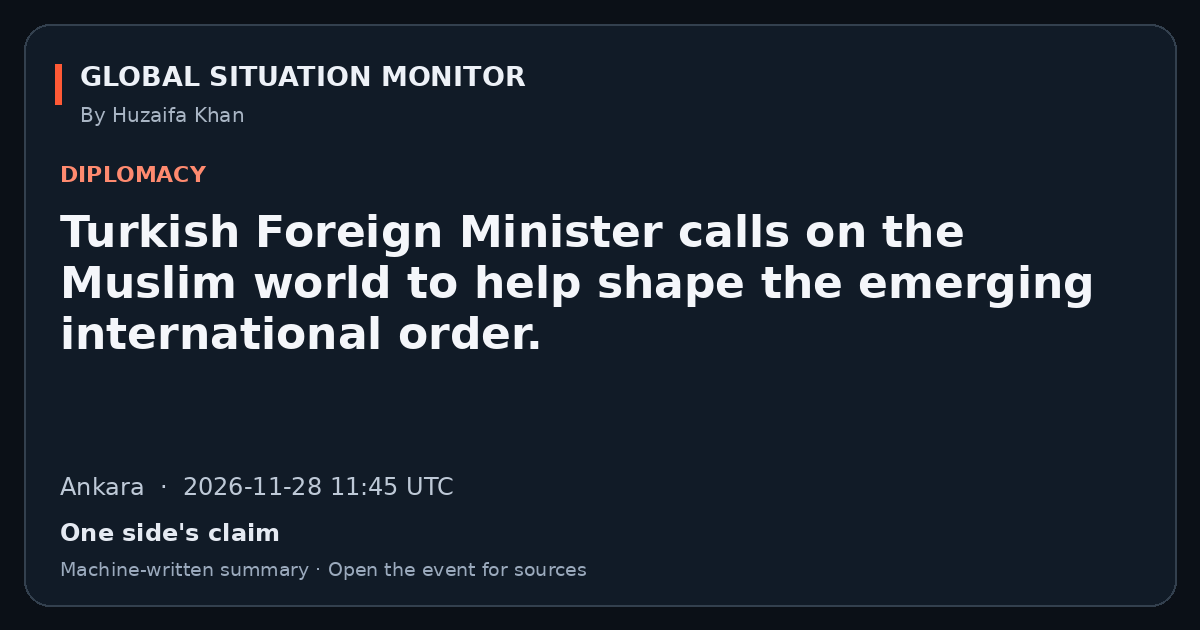 GLOBAL SITUATION MONITOR
By Huzaifa Khan
DIPLOMACY
Turkish Foreign Minister calls on the
Muslim world to help shape the emerging
international order.
Ankara · 2026-11-28 11:45 UTC
One side's claim
Machine-written summary · Open the event for sources